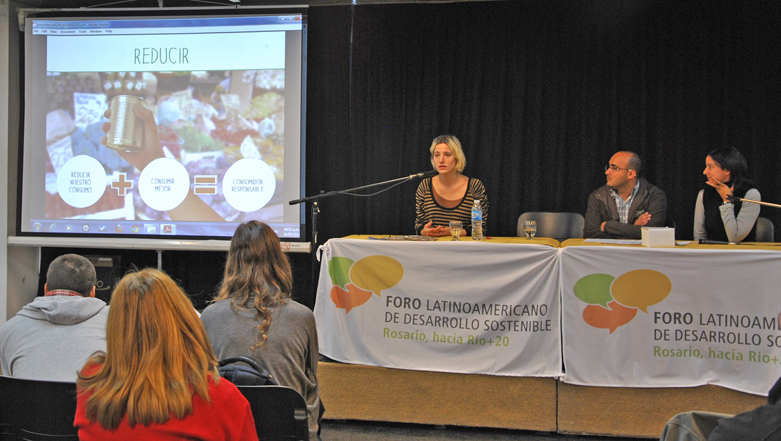 REDUCIR
REDUCIR
NUESTRO
CONSUMO
CONSUMIR
MEJOR
CONSUMIDOR
RESPONSABLE
FORO LATINOAMERICANO
DE DESARROLLO SOSTENIBLE
Rosario, hacia Río+20
FORO LATINOAM
DE DESARROLLO SO
Rosario, hacia Río+